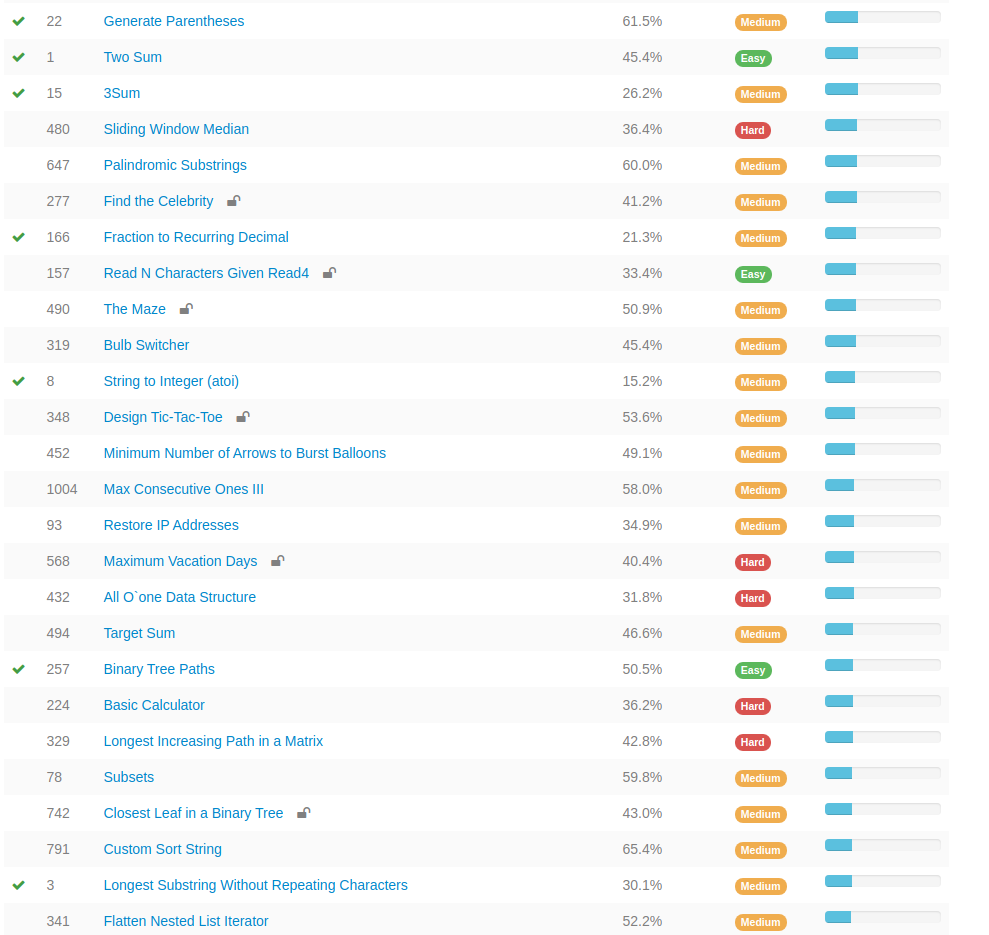 22 Generate Parentheses 61.5% Medium
1 Two Sum 45.4% Easy
15 3Sum 26.2% Medium
480 Sliding Window Median 36.4% Hard
647 Palindromic Substrings 60.0% Medium
277 Find the Celebrity 41.2% Medium
166 Fraction to Recurring Decimal 21.3% Medium
157 Read N Characters Given Read4 33.4% Easy
490 The Maze 50.9% Medium
319 Bulb Switcher 45.4% Medium
8 String to Integer (atoi) 15.2% Medium
348 Design Tic-Tac-Toe 53.6% Medium
452 Minimum Number of Arrows to Burst Balloons 49.1% Medium
1004 Max Consecutive Ones III 58.0% Medium
93 Restore IP Addresses 34.9% Medium
568 Maximum Vacation Days 40.4% Hard
432 All O`one Data Structure 31.8% Hard
494 Target Sum 46.6% Medium
257 Binary Tree Paths 50.5% Easy
224 Basic Calculator 36.2% Hard
329 Longest Increasing Path in a Matrix 42.8% Hard
78 Subsets 59.8% Medium
742 Closest Leaf in a Binary Tree 43.0% Medium
791 Custom Sort String 65.4% Medium
3 Longest Substring Without Repeating Characters 30.1% Medium
341 Flatten Nested List Iterator 52.2% Medium